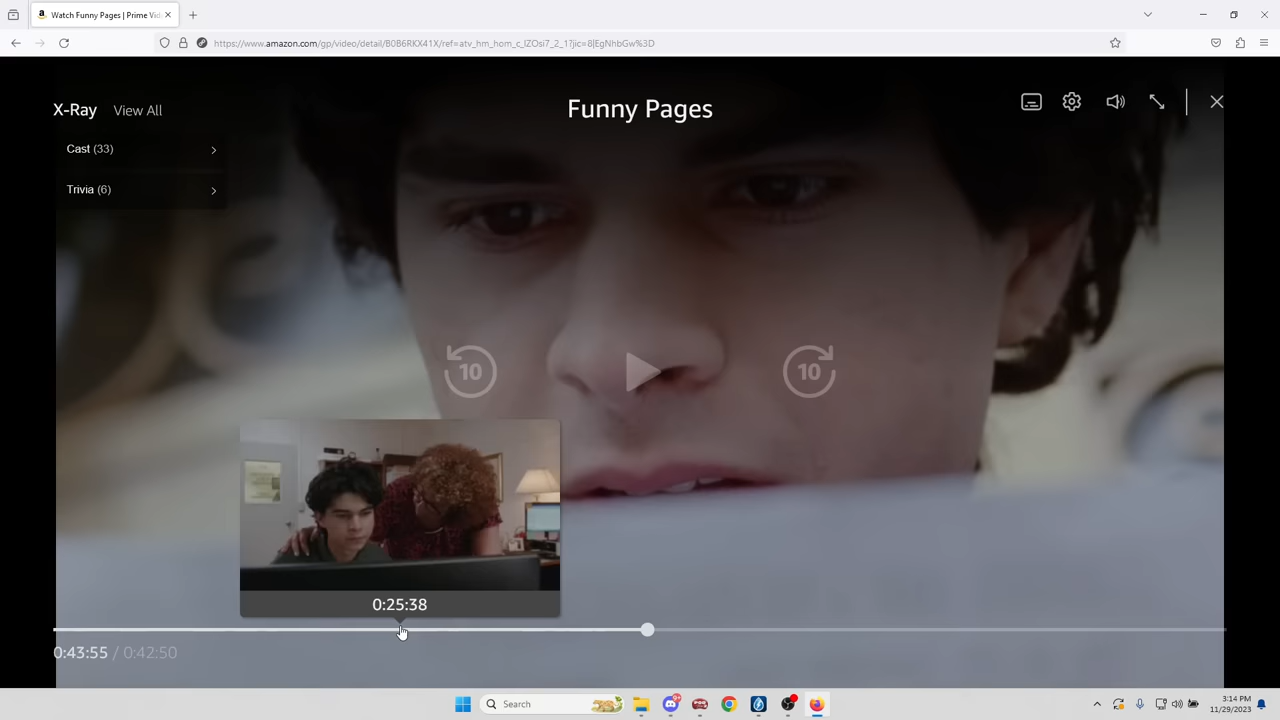 Watch Funny Pages | Prime Vid
https://www.amazon.com/gp/video/detail/B0B6RKX41X/ref=atv_hm_hom_c_lZOsi7_2_1?jic=8|EgNhbGw%3D
X-Ray View All
Funny Pages
Cast (33)
Trivia (6)
10
10
0:25:38
0:43:55 / 0:42:50
Search
9+
3:14 PM
11/29/2023